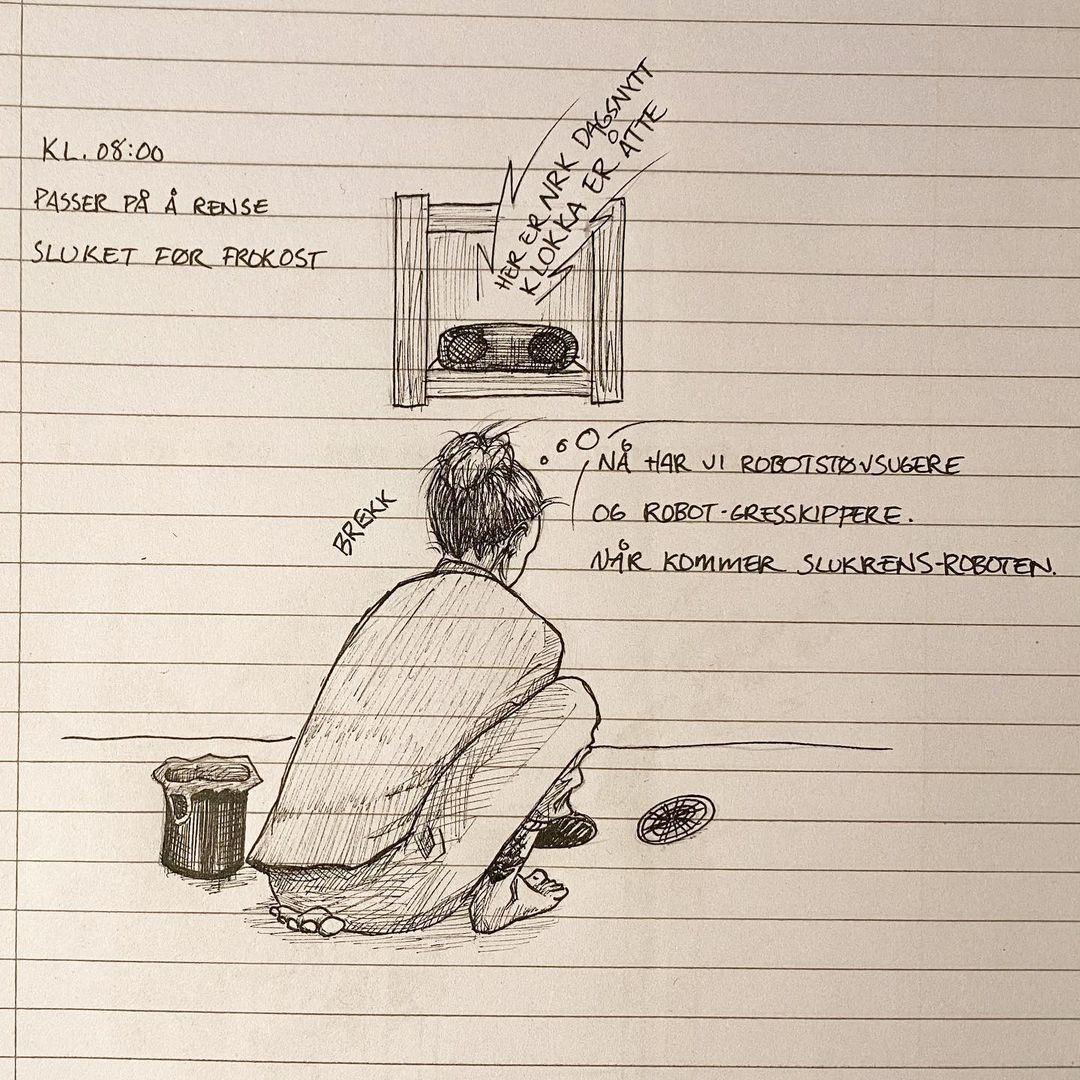 KL. 08:00
PASSER PÅ Å RENSE
SLUKET FØR FROKOST
HER ER NRK DAGSNYTT
KLOKKA ER ÅTTE
BREKK
NÅ HAR VI ROBOTSTØVSUGERE
OG ROBOT-GRESSKIPPERE.
NÅR KOMMER SLUKRENS-ROBOTEN.